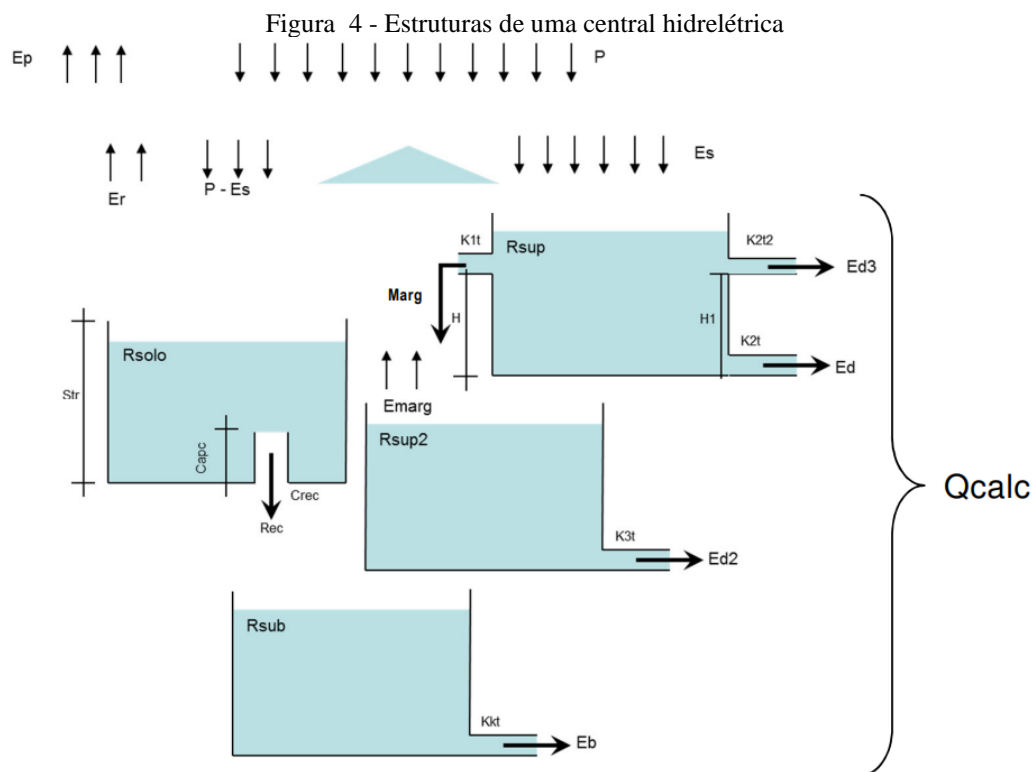 Figura 4 - Estruturas de uma central hidrelétrica
Ep
P
Er
P - Es
Es
K1t
Rsup
K2t2
Ed3
Marg
H
H1
K2t
Ed
Rsolo
Str
Capc
Crec
Rec
Emarg
Rsup2
K3t
Ed2
Qcalc
Rsub
Kkt
Eb